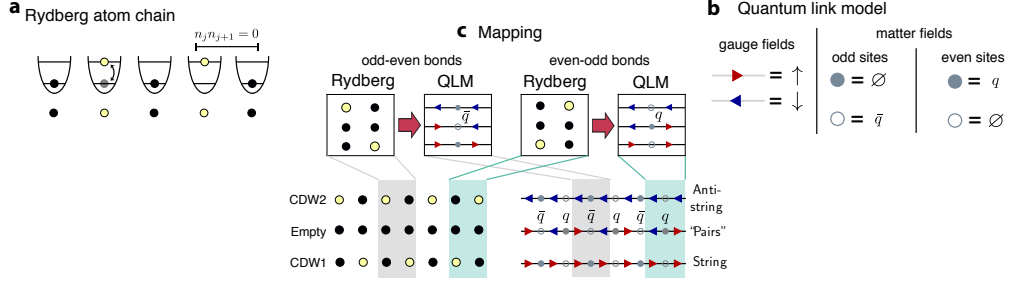 a Rydberg atom chain
n_j n_{j+1} = 0
c Mapping
odd-even bonds
even-odd bonds
Rydberg
QLM
Rydberg
QLM
q̄
q
CDW2
Empty
CDW1
Anti-
string
q̄ q q̄ q q̄ q
"Pairs"
String
b Quantum link model
gauge fields
= ↑
= ↓
matter fields
odd sites
= ∅
= q̄
even sites
= q
= ∅